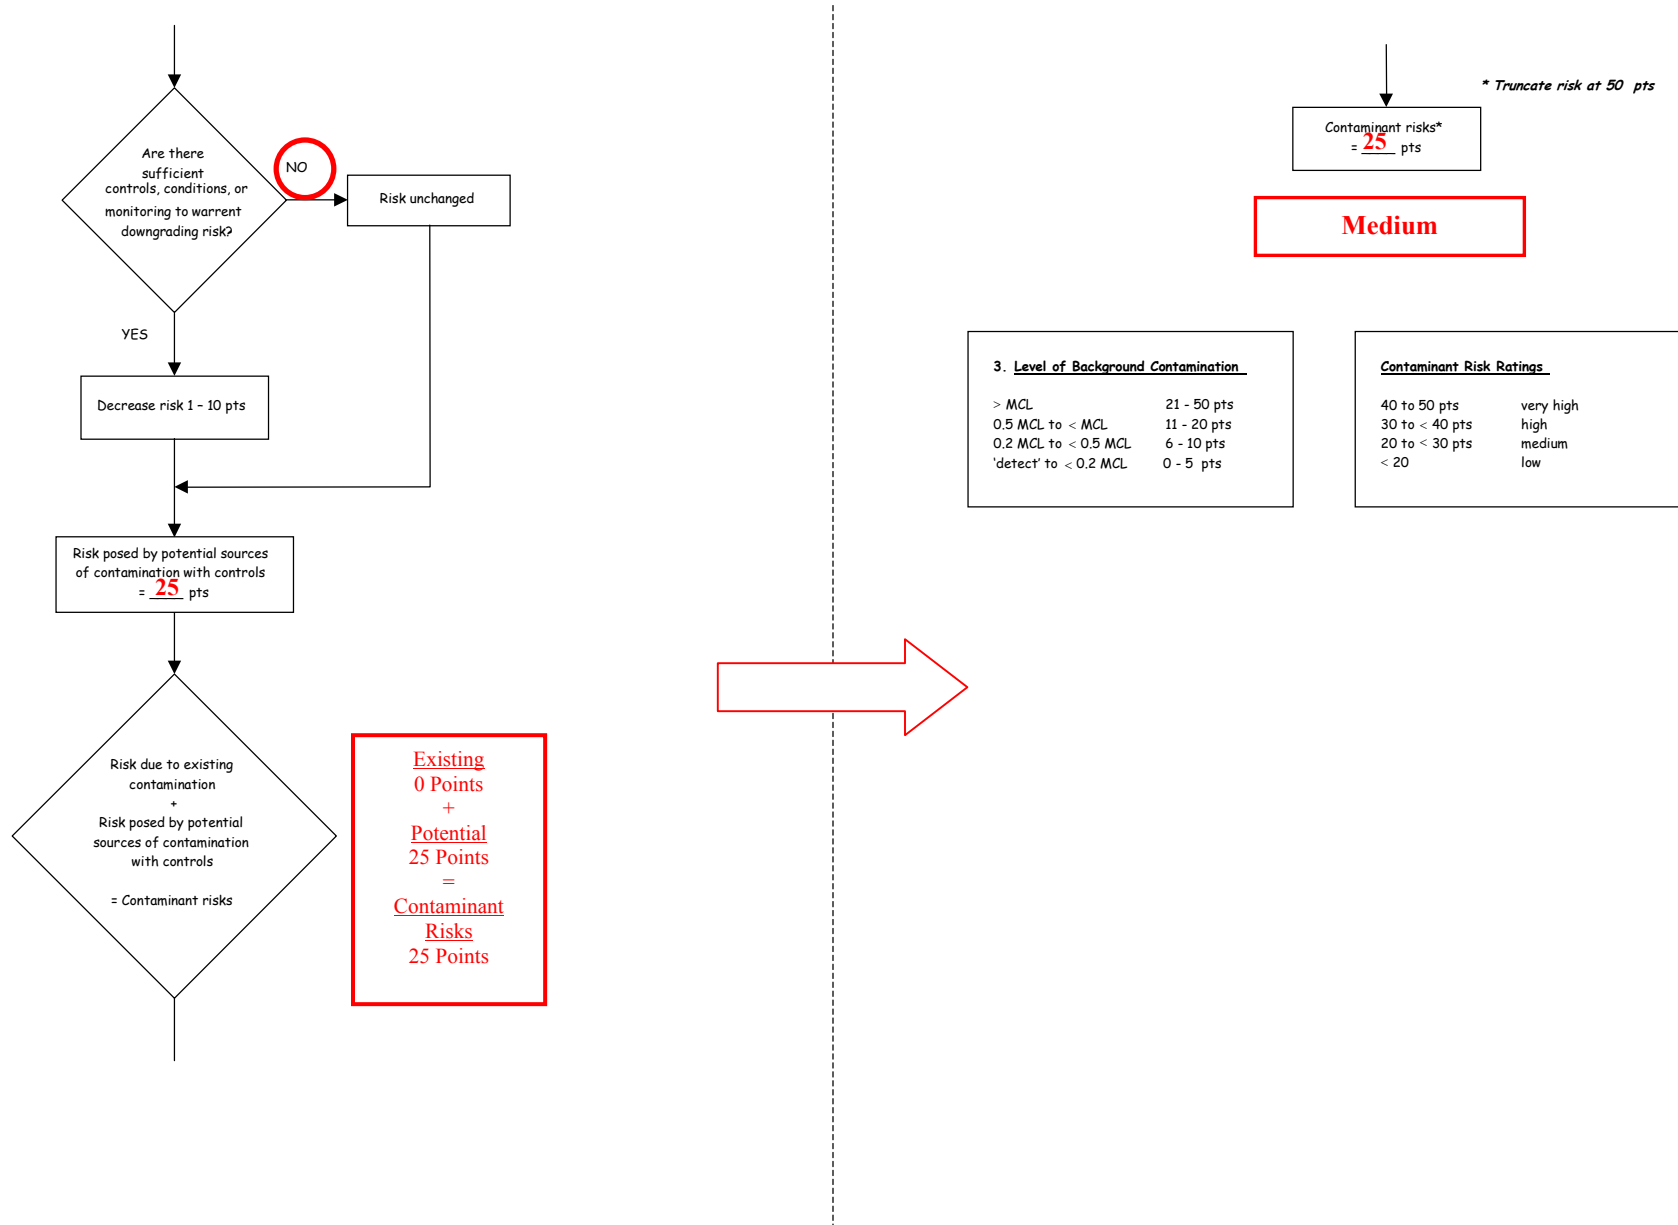 Are there
sufficient
controls, conditions, or
monitoring to warrent
downgrading risk?
NO
Risk unchanged
YES
Decrease risk 1 – 10 pts
Risk posed by potential sources
of contamination with controls
= 25 pts
Risk due to existing
contamination
+
Risk posed by potential
sources of contamination
with controls
= Contaminant risks
Existing
0 Points
+
Potential
25 Points
=
Contaminant
Risks
25 Points
* Truncate risk at 50 pts
Contaminant risks*
= 25 pts
Medium
3. Level of Background Contamination
> MCL 21 - 50 pts
0.5 MCL to < MCL 11 - 20 pts
0.2 MCL to < 0.5 MCL 6 - 10 pts
‘detect’ to < 0.2 MCL 0 - 5 pts
Contaminant Risk Ratings
40 to 50 pts very high
30 to < 40 pts high
20 to < 30 pts medium
< 20 low